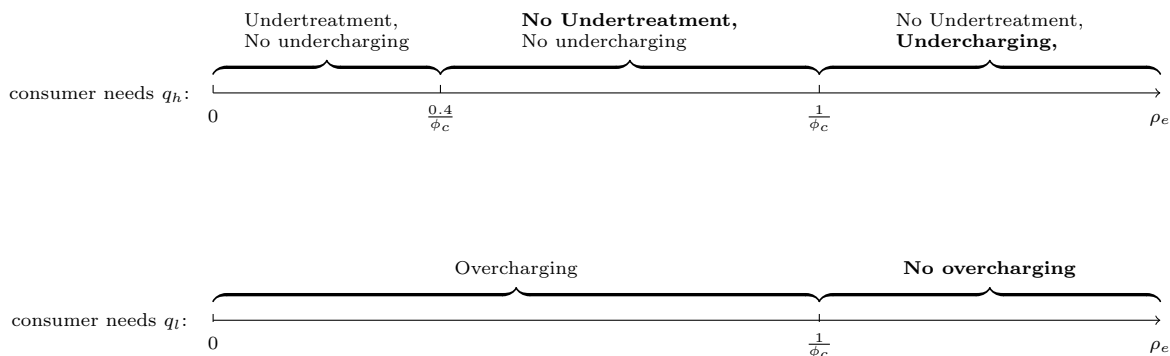 Undertreatment,
No undercharging
No Undertreatment,
No undercharging
No Undertreatment,
Undercharging,
consumer needs q_h:
0
0.4/ϕ_c
1/ϕ_c
ρ_e
Overcharging
No overcharging
consumer needs q_l:
0
1/ϕ_c
ρ_e